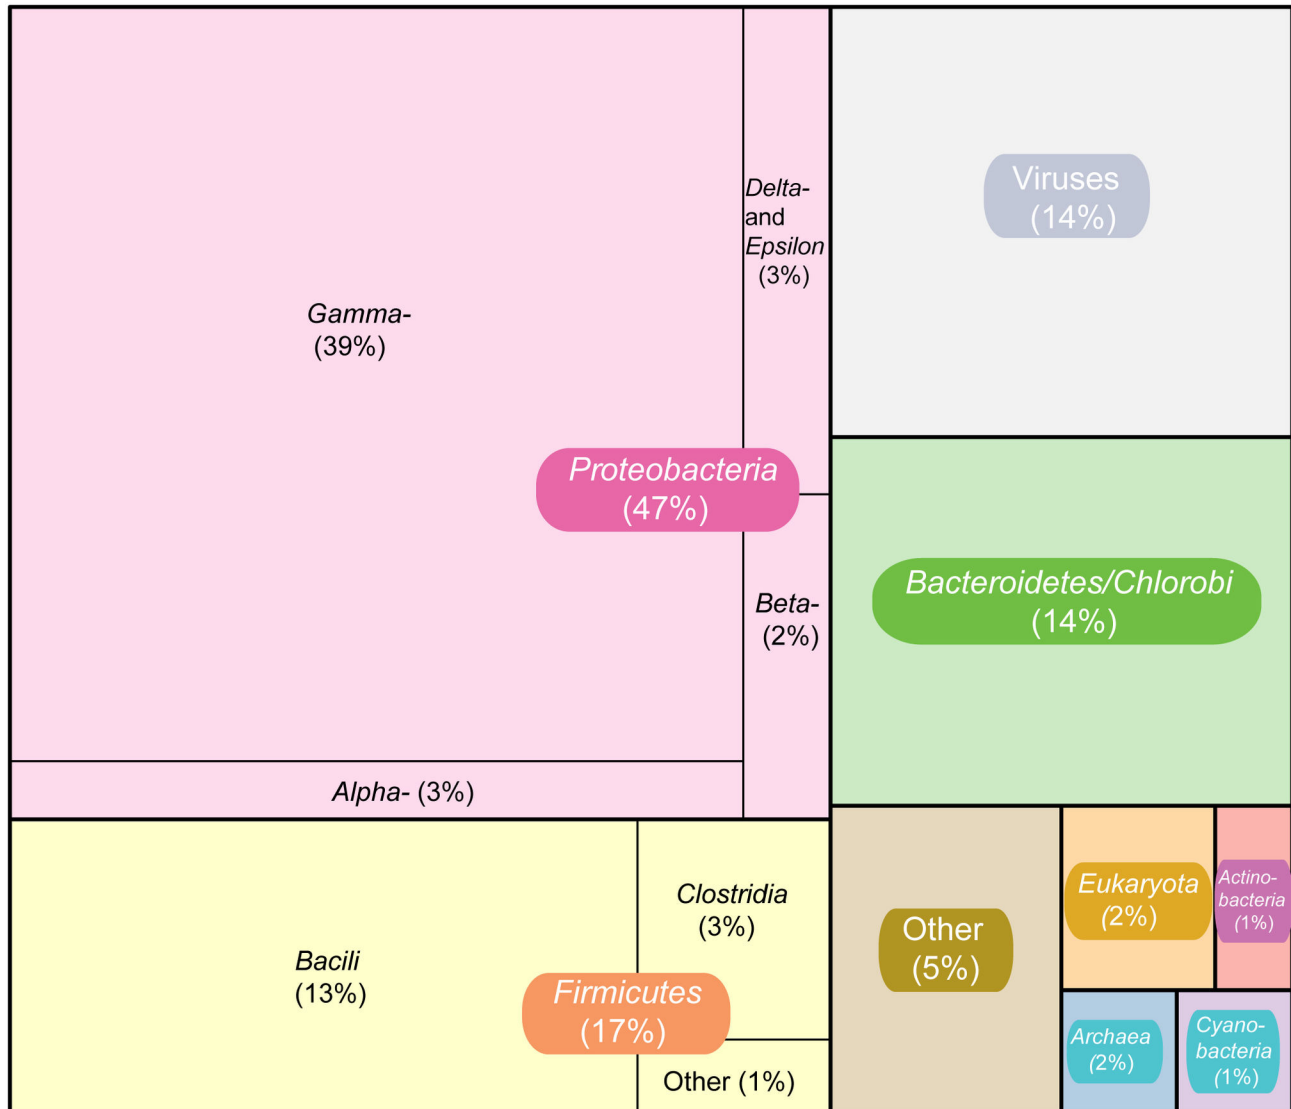 Gamma-
(39%)
Delta-
and
Epsilon
(3%)
Proteobacteria
(47%)
Beta-
(2%)
Alpha- (3%)
Viruses
(14%)
Bacteroidetes/Chlorobi
(14%)
Bacili
(13%)
Clostridia
(3%)
Firmicutes
(17%)
Other (1%)
Other
(5%)
Eukaryota
(2%)
Actino-
bacteria
(1%)
Archaea
(2%)
Cyano-
bacteria
(1%)